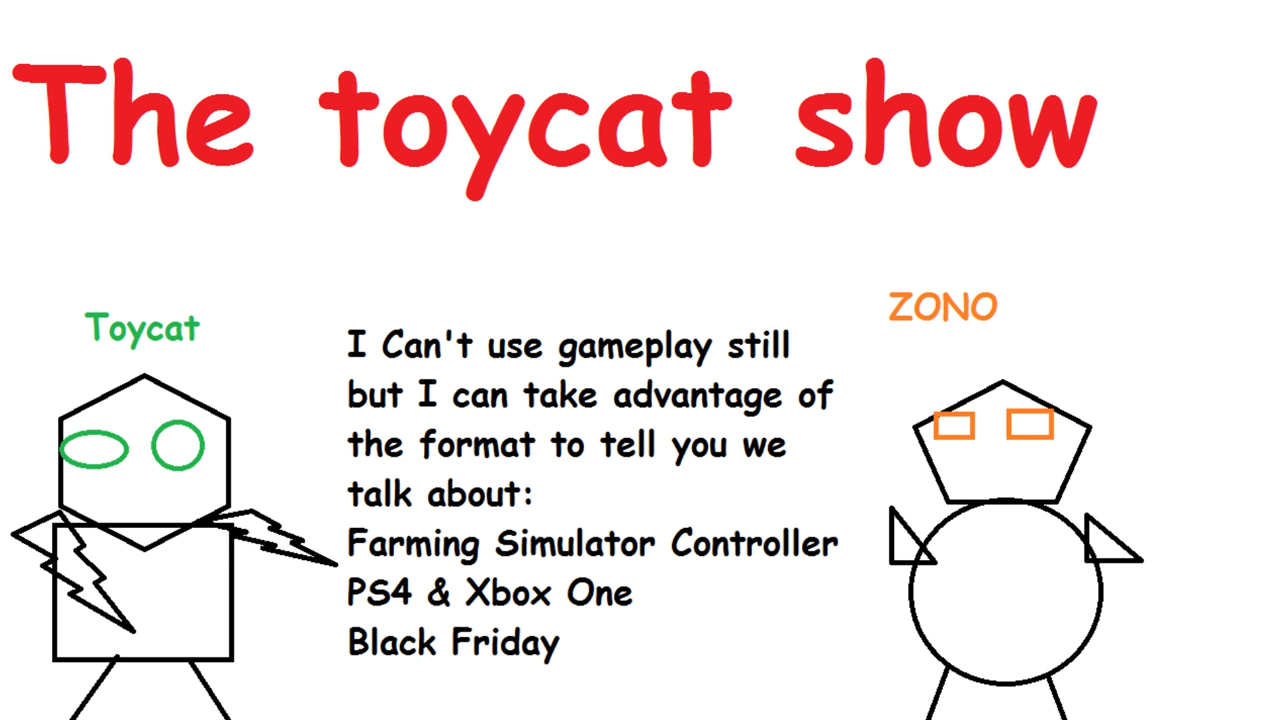 The toycat show
Toycat
ZONO
I Can't use gameplay still
but I can take advantage of
the format to tell you we
talk about:
Farming Simulator Controller
PS4 & Xbox One
Black Friday